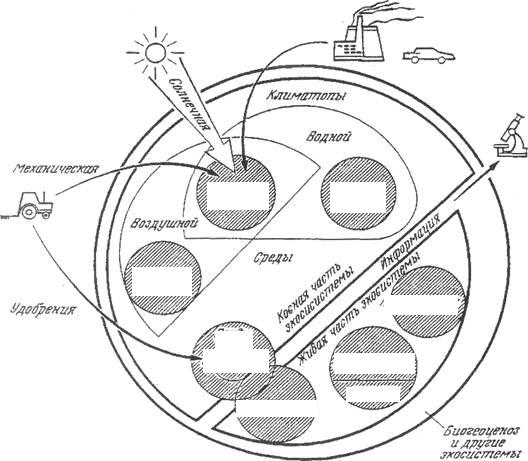 Солнечная
Климатопы
Водной
Механическая
Воздушной
Среды
Удобрения
Косная часть
экосистемы
Информация
Живая часть экосистемы
Биогеоценоз
и другие
экосистемы